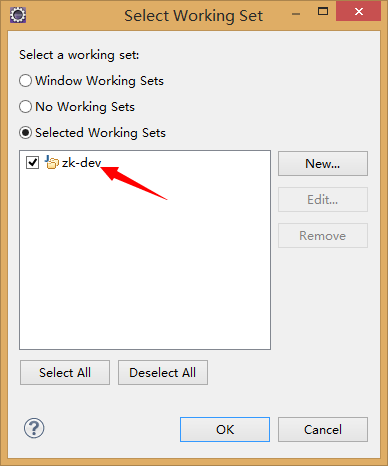 Select Working Set
Select a working set:
Window Working Sets
No Working Sets
Selected Working Sets
zk-dev
New...
Edit...
Remove
Select All
Deselect All
?
OK
Cancel